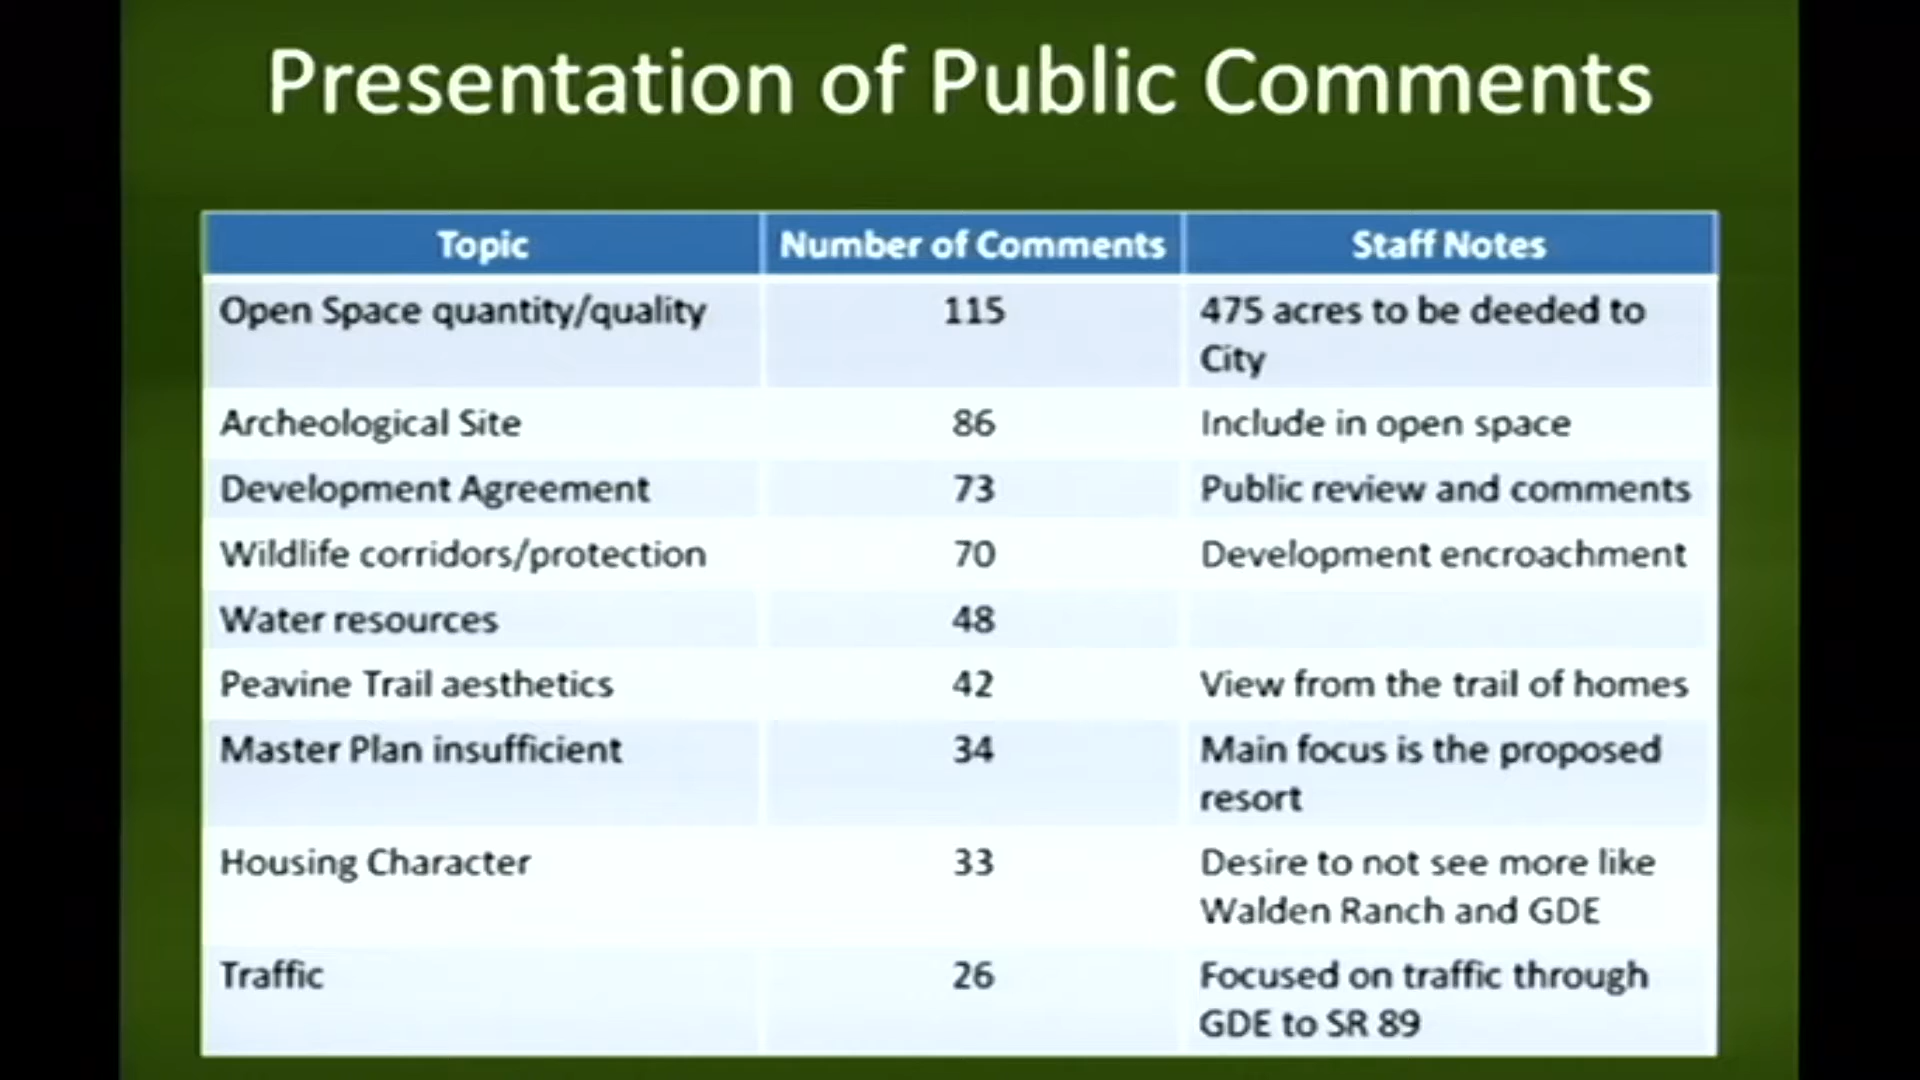 Presentation of Public Comments
Topic Number of Comments Staff Notes
Open Space quantity/quality 115 475 acres to be deeded to
City
Archeological Site 86 Include in open space
Development Agreement 73 Public review and comments
Wildlife corridors/protection 70 Development encroachment
Water resources 48
Peavine Trail aesthetics 42 View from the trail of homes
Master Plan insufficient 34 Main focus is the proposed
resort
Housing Character 33 Desire to not see more like
Walden Ranch and GDE
Traffic 26 Focused on traffic through
GDE to SR 89